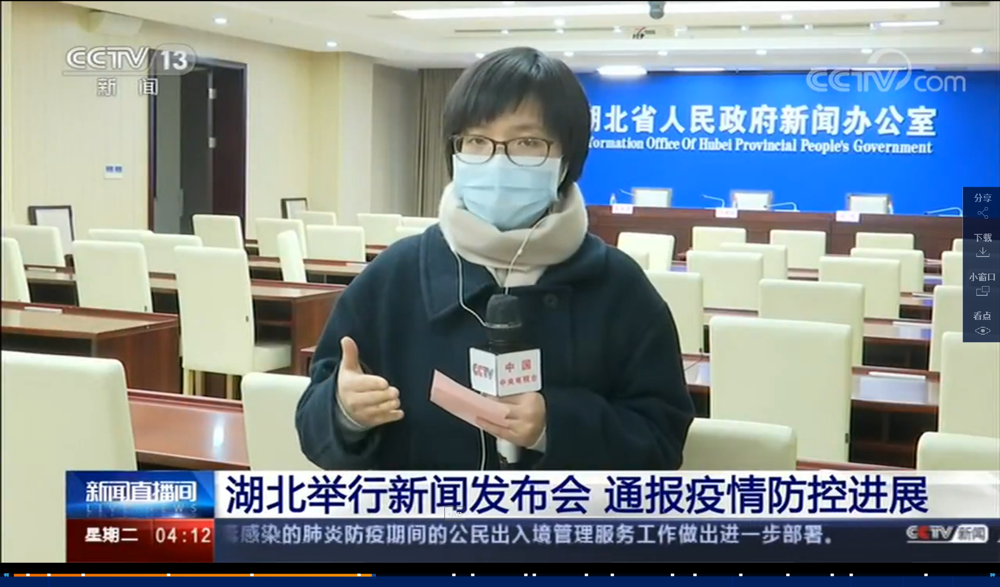 CCTV 13
新闻
CCTV com
湖北省人民政府新闻办公室
formation Office Of Hubei Provincial People's Government
分享
下载
小窗口
看点
CCTV
中国
中央电视台
新闻直播间
LIVE NEWS
湖北举行新闻发布会 通报疫情防控进展
AD
星期二 04:12
感染的肺炎防疫期间的公民出入境管理服务工作做出进一步部署。
CCTV 新闻